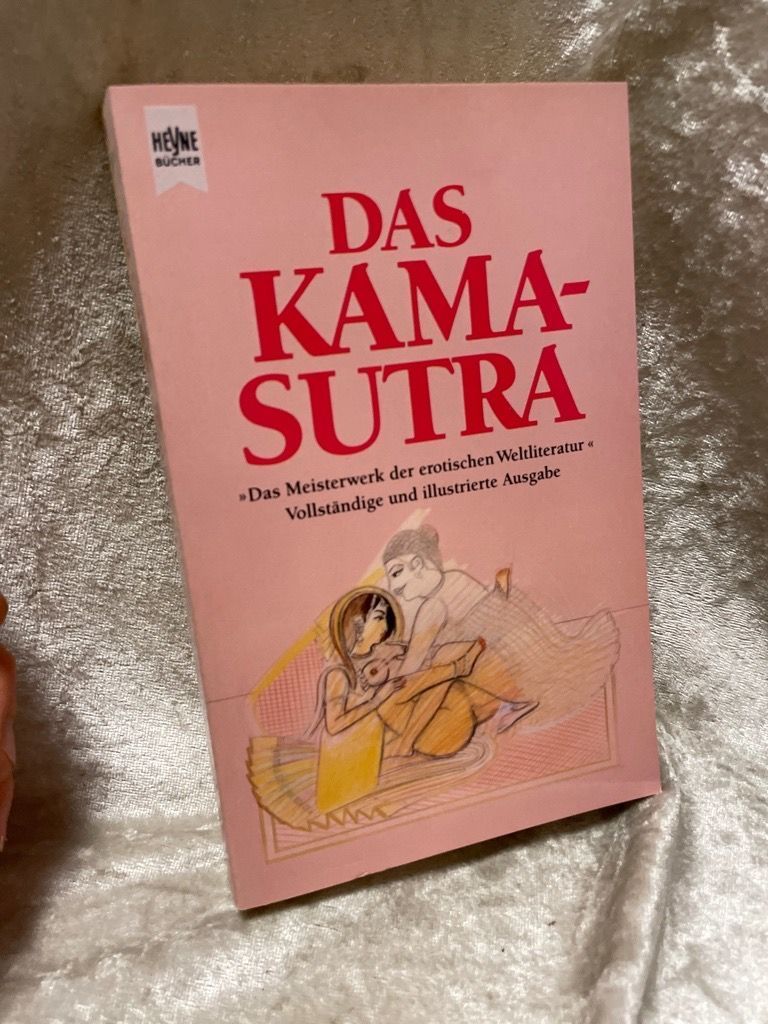 HEYNE
BÜCHER
DAS
KAMA-
SUTRA
»Das Meisterwerk der erotischen Weltliteratur«
Vollständige und illustrierte Ausgabe